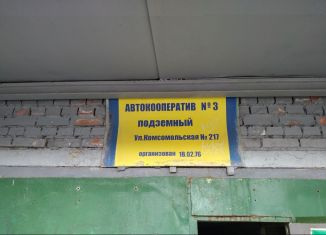 АВТОКООПЕРАТИВ № 3
подземный
Ул.Комсомольская № 217
организован 18.02.76